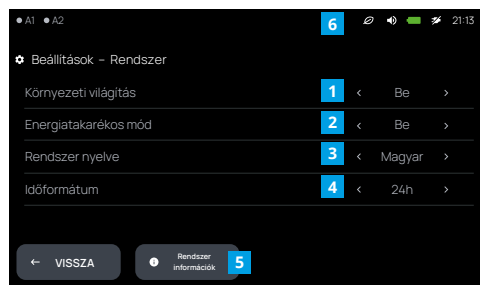 A1 A2 6 21:13
Beállítások – Rendszer
Környezeti világítás 1 < Be >
Energiatakarékos mód 2 < Be >
Rendszer nyelve 3 < Magyar >
Időformátum 4 < 24h >
← VISSZA
Rendszer
információk
5